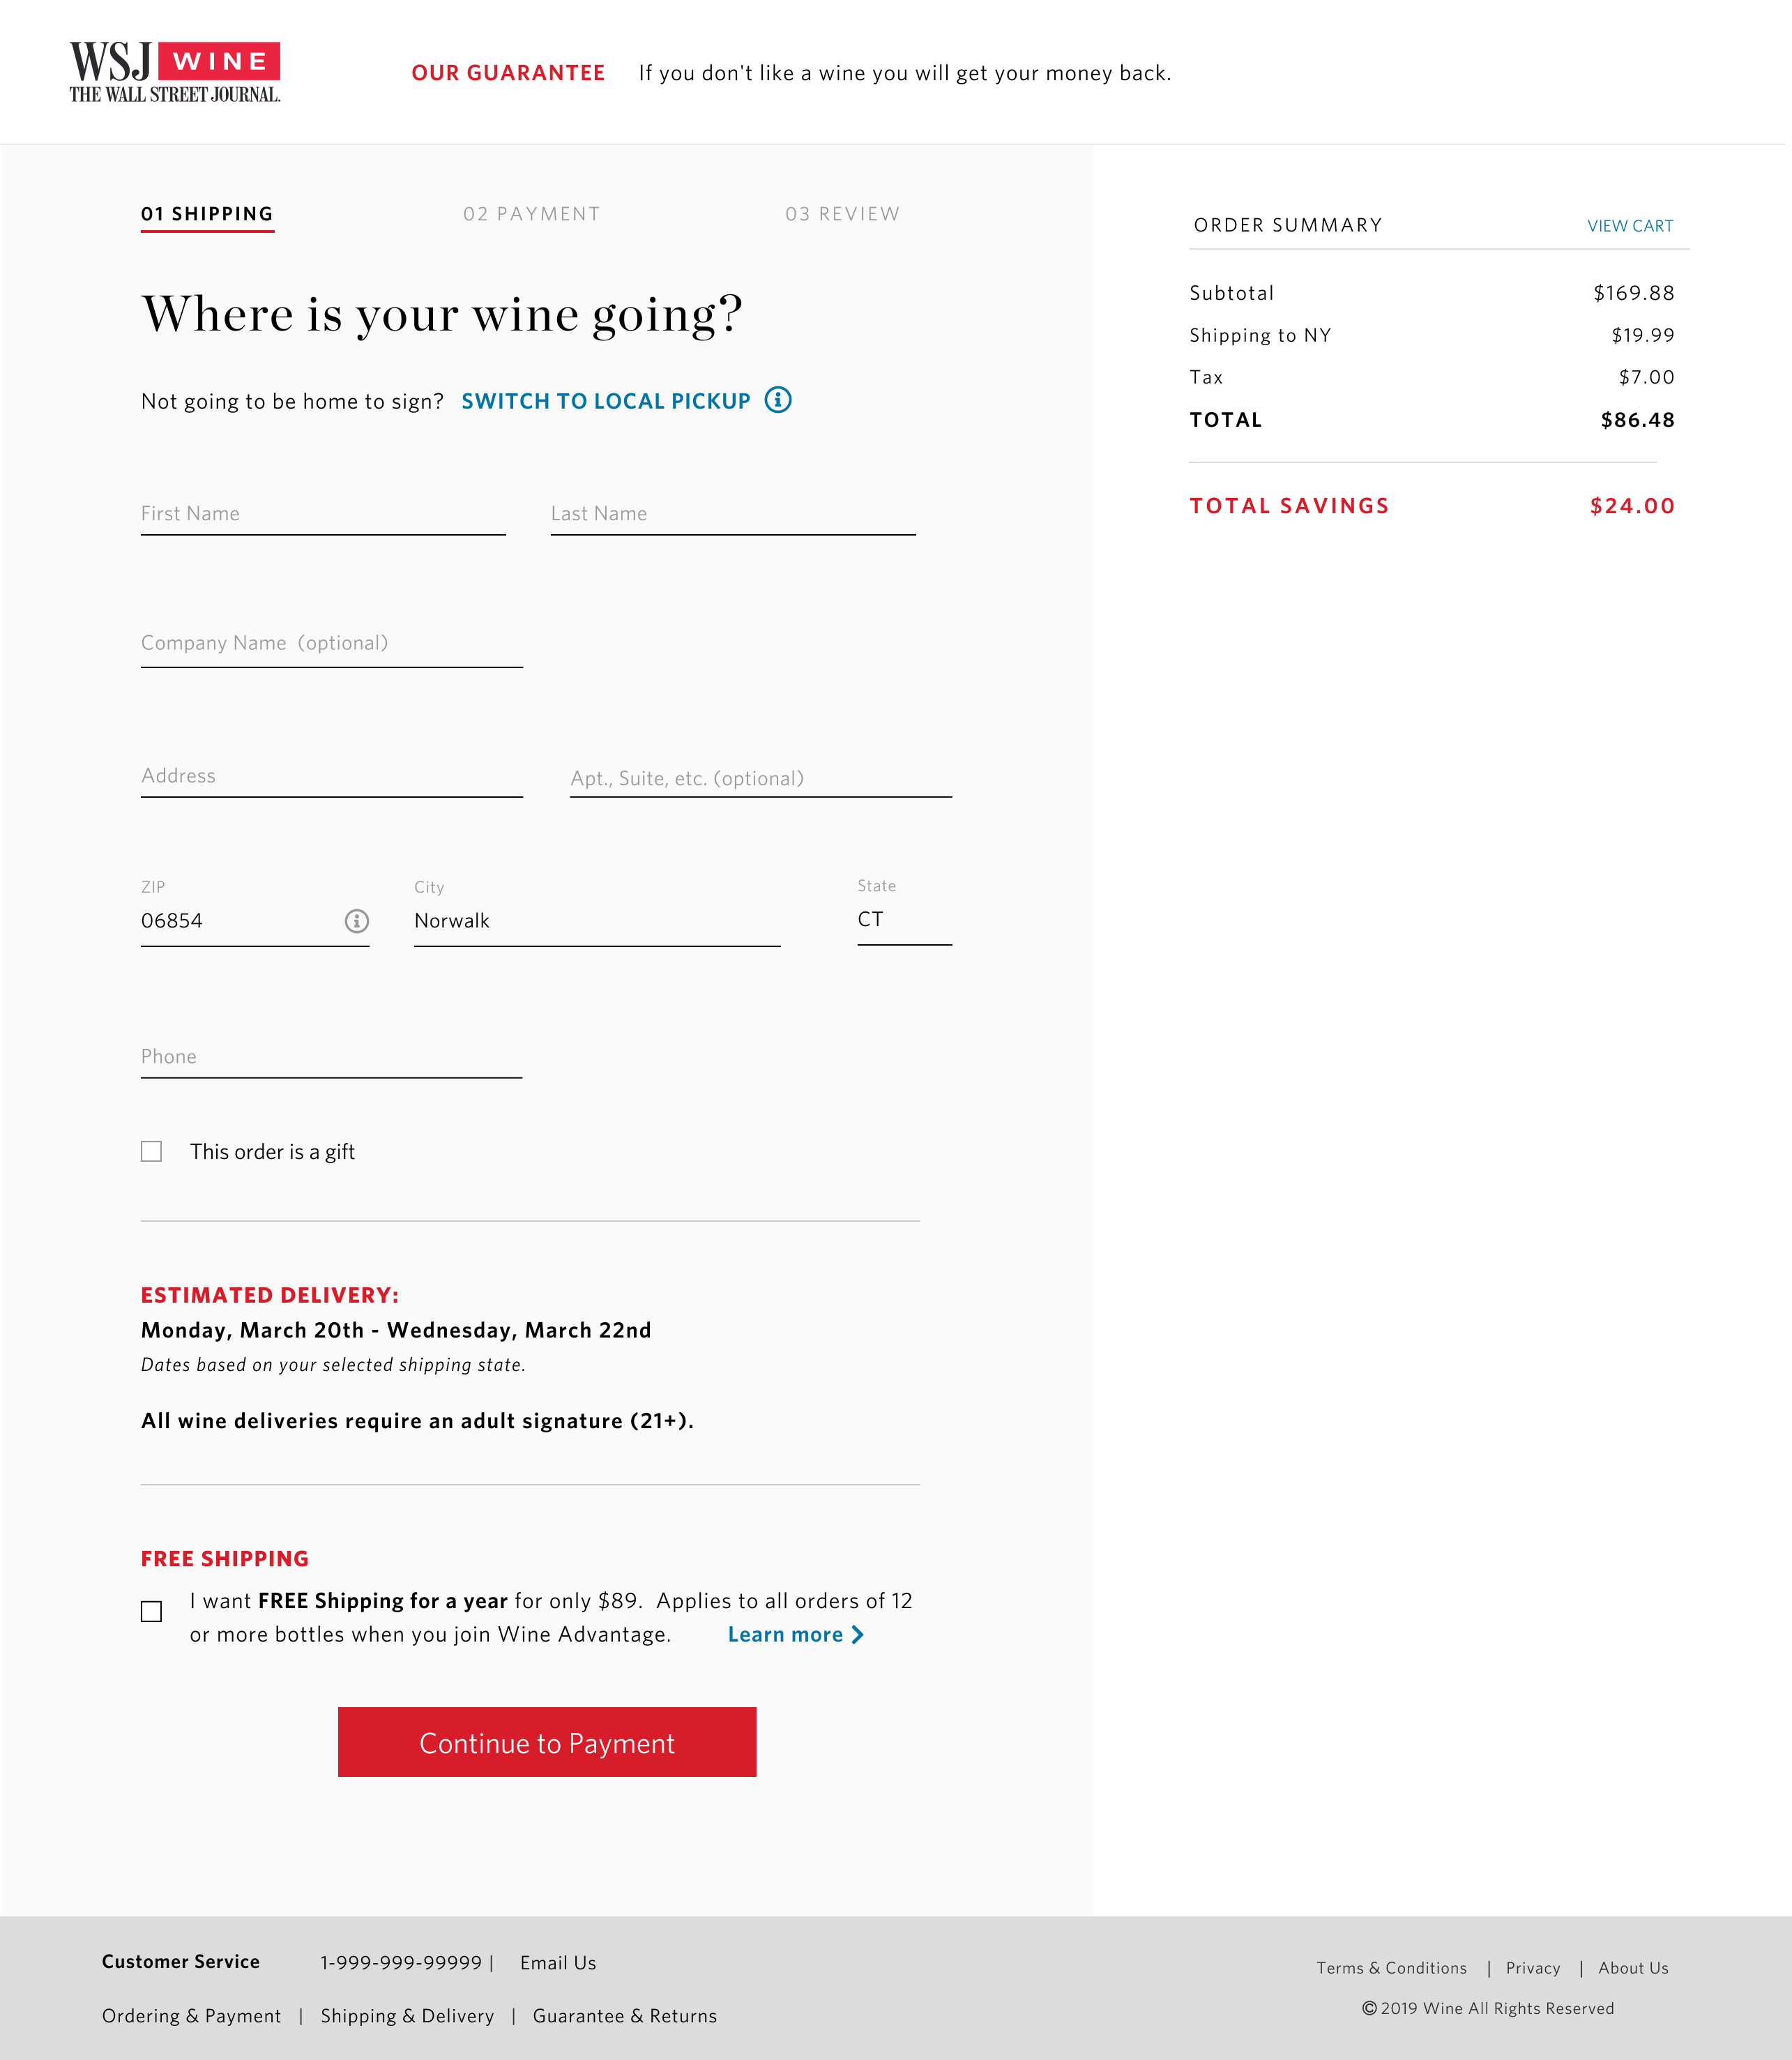 WSJ WINE
THE WALL STREET JOURNAL.
OUR GUARANTEE If you don't like a wine you will get your money back.
01 SHIPPING 02 PAYMENT 03 REVIEW
Where is your wine going?
Not going to be home to sign? SWITCH TO LOCAL PICKUP
First Name Last Name
Company Name (optional)
Address Apt., Suite, etc. (optional)
ZIP City State
06854 Norwalk CT
Phone
This order is a gift
ESTIMATED DELIVERY:
Monday, March 20th - Wednesday, March 22nd
Dates based on your selected shipping state.
All wine deliveries require an adult signature (21+).
FREE SHIPPING
I want FREE Shipping for a year for only $89. Applies to all orders of 12
or more bottles when you join Wine Advantage. Learn more
Continue to Payment
ORDER SUMMARY VIEW CART
Subtotal $169.88
Shipping to NY $19.99
Tax $7.00
TOTAL $86.48
TOTAL SAVINGS $24.00
Customer Service 1-999-999-99999 | Email Us
Ordering & Payment | Shipping & Delivery | Guarantee & Returns
Terms & Conditions | Privacy | About Us
© 2019 Wine All Rights Reserved